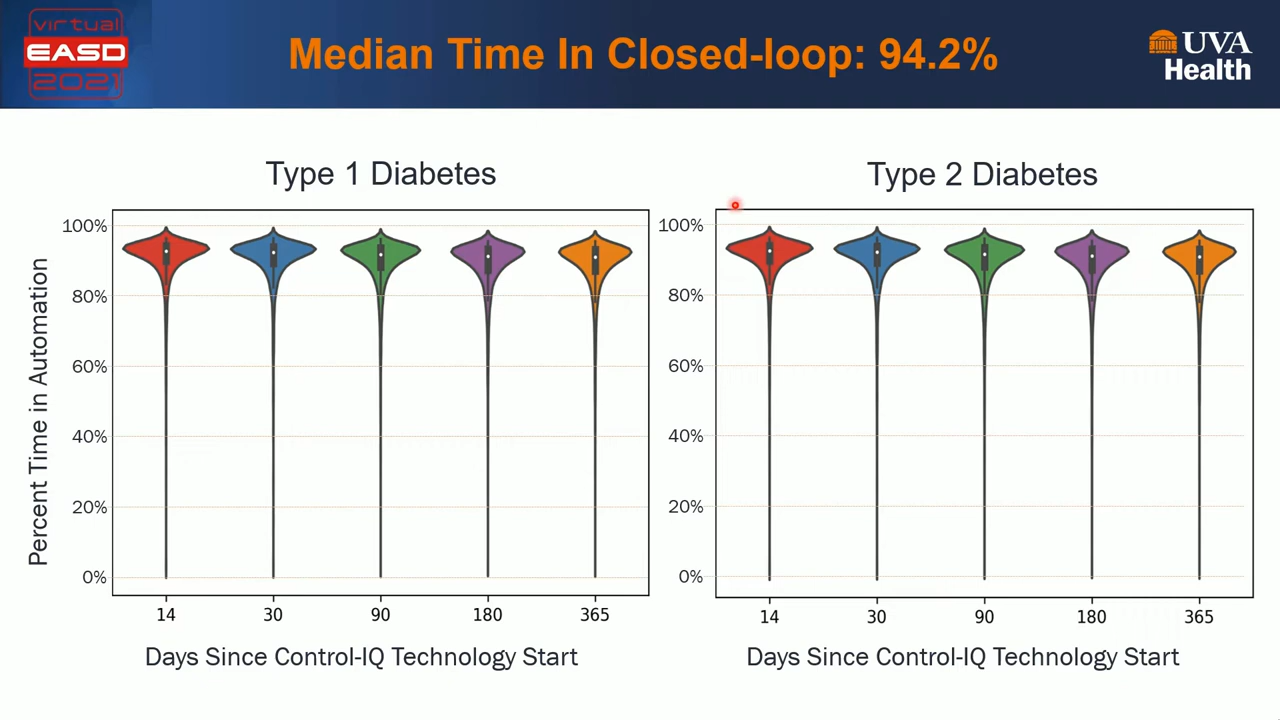 virtual
EASD
2021
Median Time In Closed-loop: 94.2%
UVA
Health
Type 1 Diabetes
Type 2 Diabetes
Percent Time in Automation
100%
80%
60%
40%
20%
0%
14 30 90 180 365
Days Since Control-IQ Technology Start
100%
80%
60%
40%
20%
0%
14 30 90 180 365
Days Since Control-IQ Technology Start